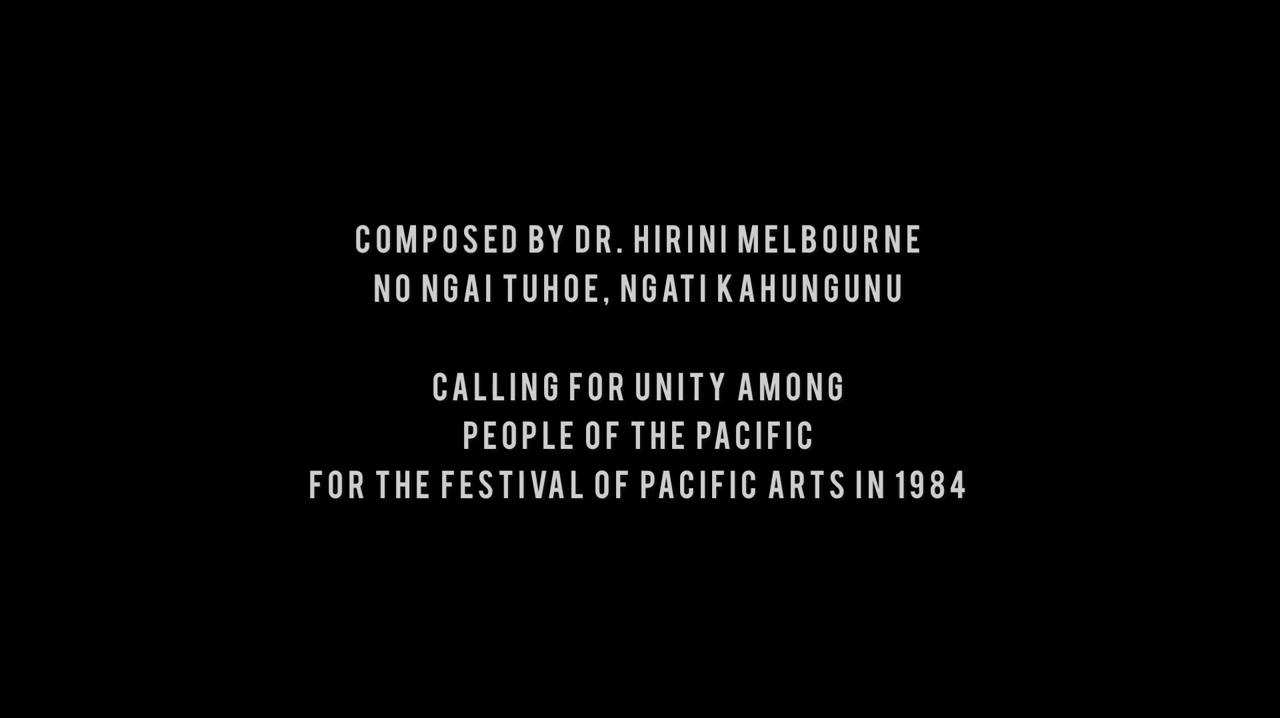 COMPOSED BY DR. HIRINI MELBOURNE
NO NGAI TUHOE, NGATI KAHUNGUNU
CALLING FOR UNITY AMONG
PEOPLE OF THE PACIFIC
FOR THE FESTIVAL OF PACIFIC ARTS IN 1984